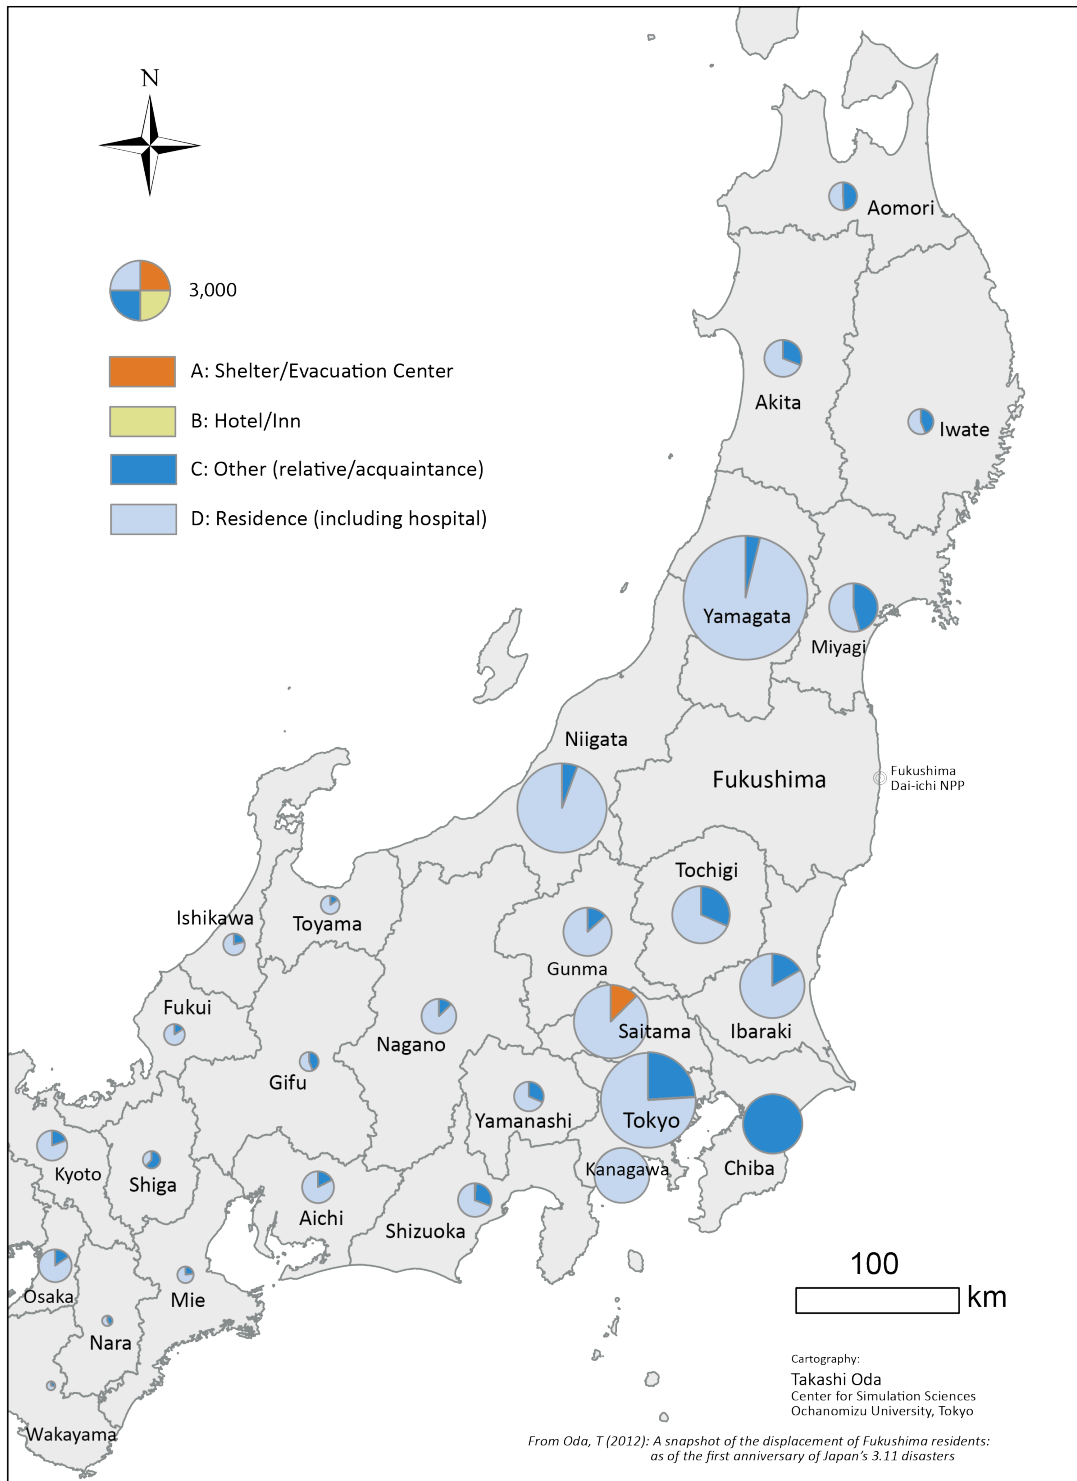 N
3,000
A: Shelter/Evacuation Center
B: Hotel/Inn
C: Other (relative/acquaintance)
D: Residence (including hospital)
Aomori
Akita
Iwate
Yamagata
Miyagi
Niigata
Fukushima
Fukushima
Dai-ichi NPP
Tochigi
Ishikawa
Toyama
Gunma
Fukui
Nagano
Saitama
Ibaraki
Gifu
Yamanashi
Tokyo
Kyoto
Shiga
Kanagawa
Chiba
Aichi
Shizuoka
Osaka
Mie
Nara
Wakayama
100
km
Cartography:
Takashi Oda
Center for Simulation Sciences
Ochanomizu University, Tokyo
From Oda, T (2012): A snapshot of the displacement of Fukushima residents:
as of the first anniversary of Japan's 3.11 disasters